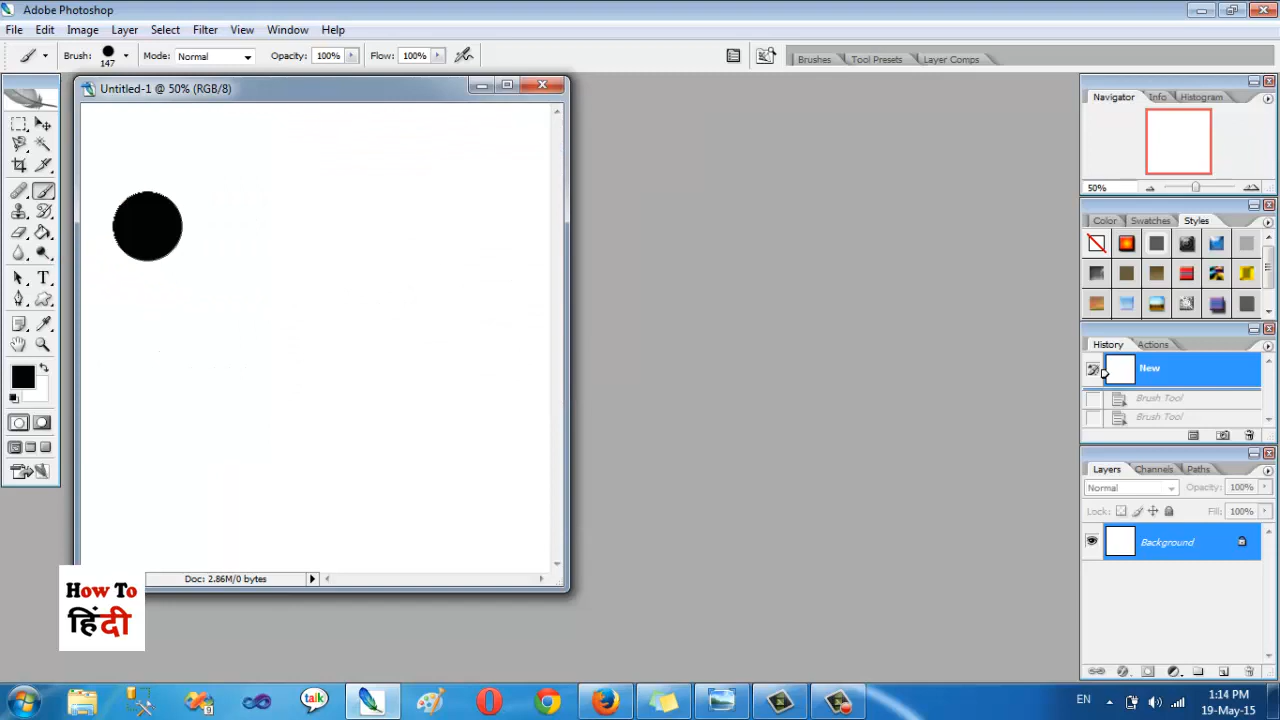 Adobe Photoshop
File Edit Image Layer Select Filter View Window Help
Brush: 147 Mode: Normal Opacity: 100% Flow: 100% Brushes Tool Presets Layer Comps
Untitled-1 @ 50% (RGB/8)
Navigator Info Histogram
50%
Color Swatches Styles
History Actions
New
Brush Tool
Brush Tool
Layers Channels Paths
Normal Opacity: 100%
Lock: Fill: 100%
Background
Doc: 2.86M/0 bytes
How To
हिंदी
talk
EN
1:14 PM
19-May-15